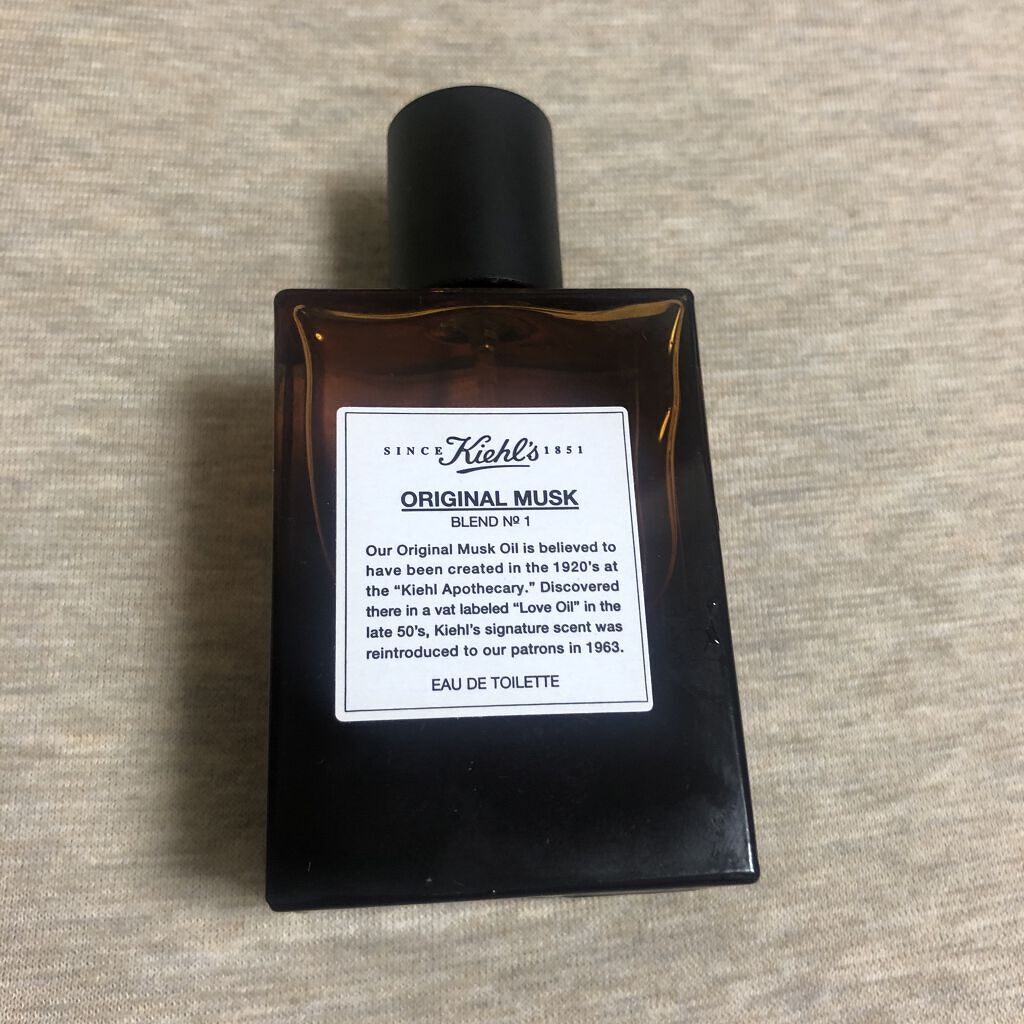 SINCE Kiehl's 1851
ORIGINAL MUSK
BLEND Nº 1
Our Original Musk Oil is believed to
have been created in the 1920's at
the “Kiehl Apothecary.” Discovered
there in a vat labeled “Love Oil” in the
late 50's, Kiehl's signature scent was
reintroduced to our patrons in 1963.
EAU DE TOILETTE